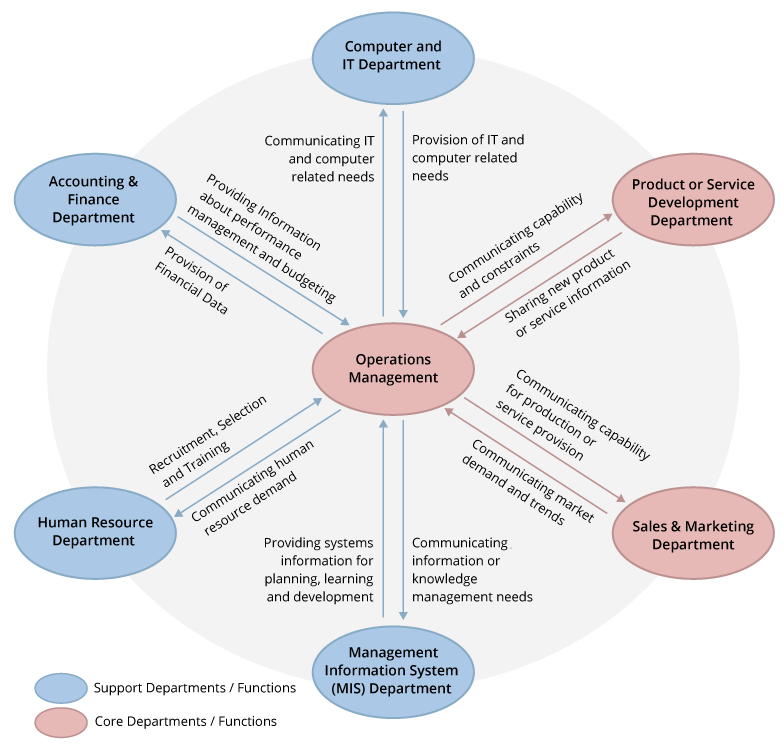 Computer and
IT Department
Communicating IT
and computer
related needs
Provision of IT and
computer related
needs
Accounting &
Finance
Department
Providing Information
about performance
management and budgeting
Provision of
Financial Data
Product or Service
Development
Department
Communicating capability
and constraints
Sharing new product
or service information
Operations
Management
Recruitment, Selection
and Training
Communicating human
resource demand
Human Resource
Department
Communicating capability
for production or
service provision
Communicating market
demand and trends
Sales & Marketing
Department
Providing systems
information for
planning, learning
and development
Communicating
information or
knowledge
management needs
Management
Information System
(MIS) Department
Support Departments / Functions
Core Departments / Functions